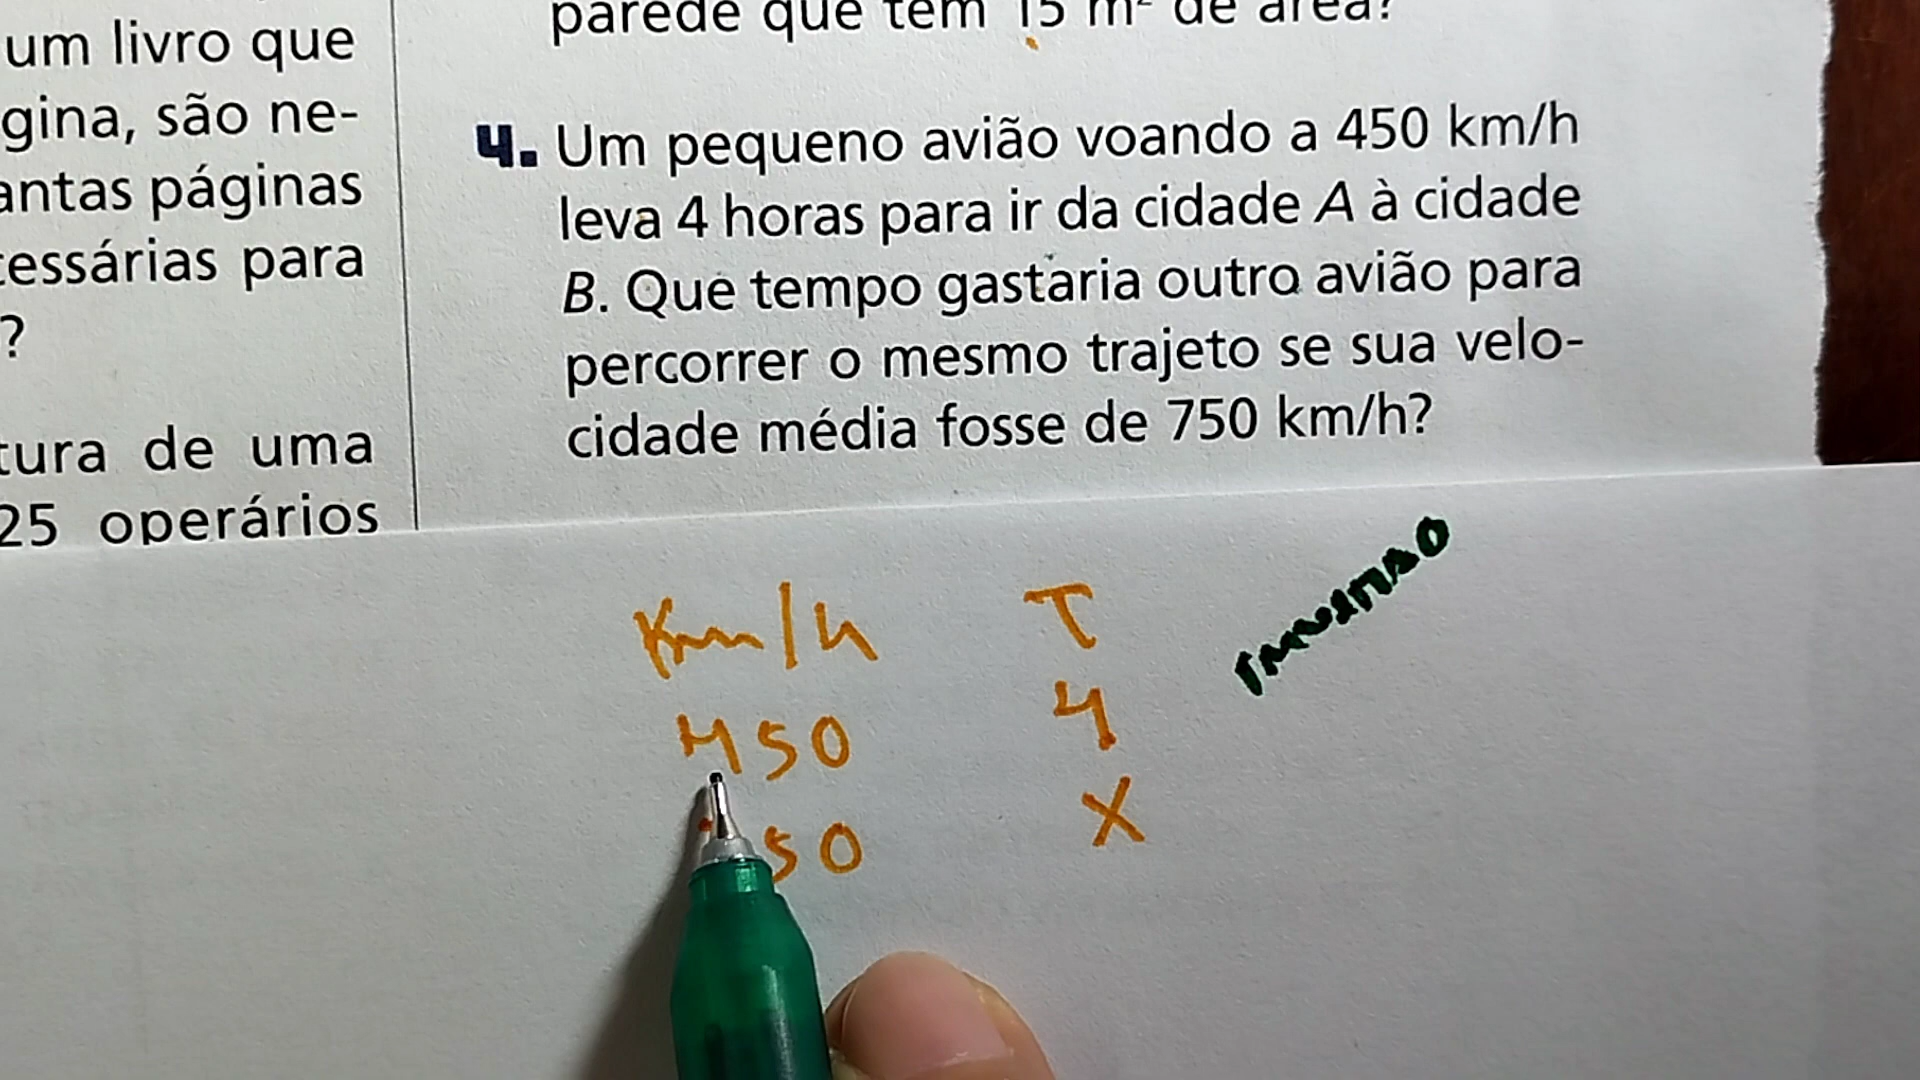 um livro que
gina, são ne-
antas páginas
cessárias para
?
tura de uma
25 operários
parede que tem 15 m² de área?
4. Um pequeno avião voando a 450 km/h
leva 4 horas para ir da cidade A à cidade
B. Que tempo gastaria outro avião para
percorrer o mesmo trajeto se sua velo-
cidade média fosse de 750 km/h?
Km/h T
450 4
50 X
INVERSAO